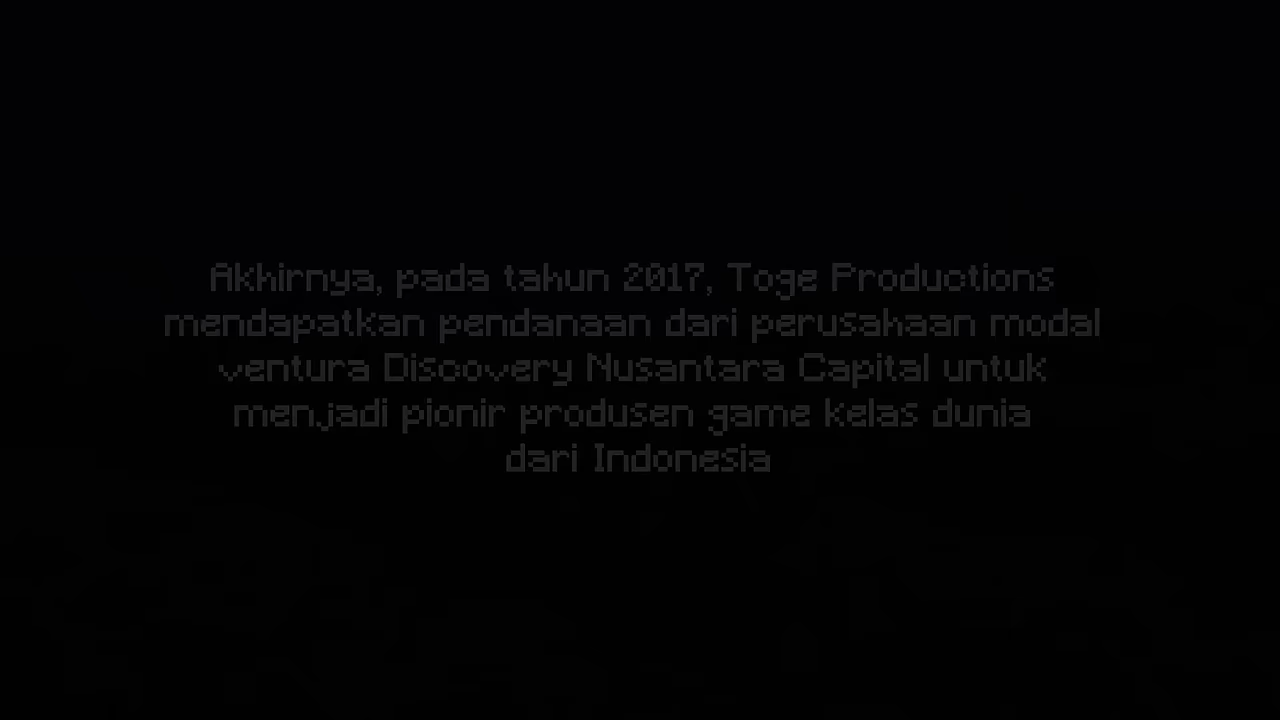 Akhirnya, pada tahun 2017, Toge Productions
mendapatkan pendanaan dari perusahaan modal
ventura Discovery Nusantara Capital untuk
menjadi pionir produsen game kelas dunia
dari Indonesia